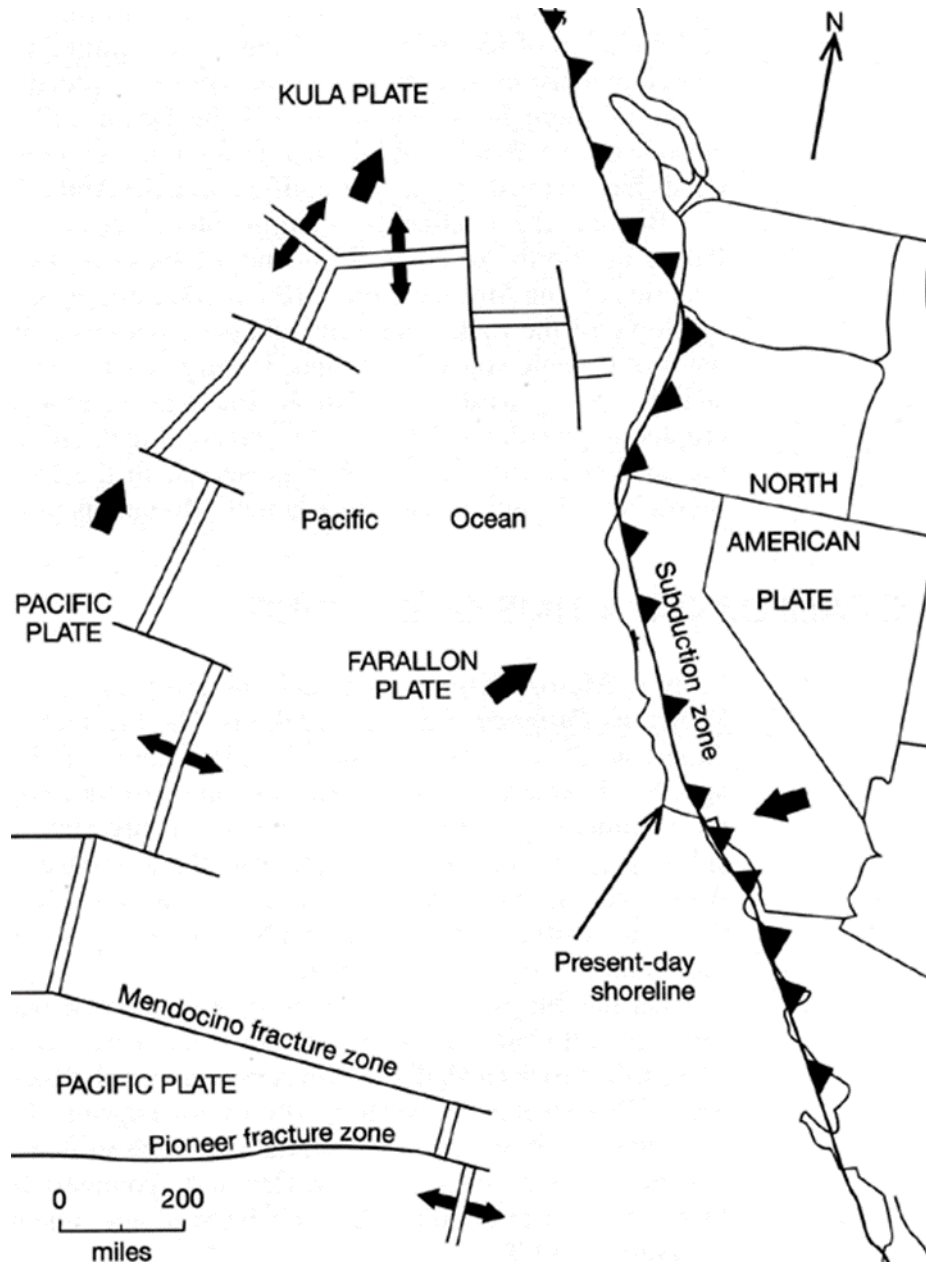 N
KULA PLATE
NORTH
Pacific Ocean
AMERICAN
PLATE
Subduction zone
PACIFIC
PLATE
FARALLON
PLATE
Present-day
shoreline
Mendocino fracture zone
PACIFIC PLATE
Pioneer fracture zone
0 200
miles